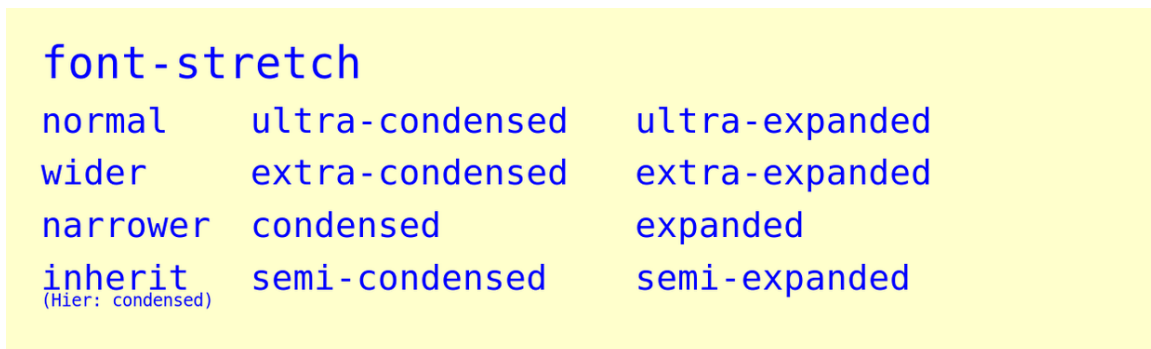 font-stretch
normal ultra-condensed ultra-expanded
wider extra-condensed extra-expanded
narrower condensed expanded
inherit semi-condensed semi-expanded
(Hier: condensed)